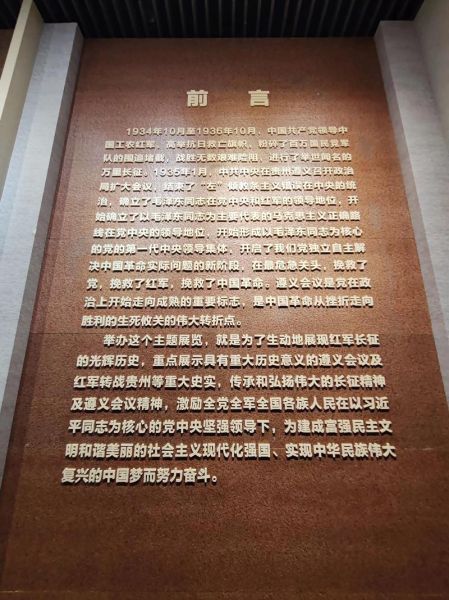 前言
1934年10月至1936年10月，中国共产党领导中
国工农红军，高举抗日救亡旗帜，粉碎了百万国民党军
队的围追堵截，战胜无数艰难险阻，进行了举世闻名的
万里长征。1935年1月，中共中央在贵州遵义召开政治
局扩大会议，结束了“左”倾教条主义错误在中央的统
治，确立了毛泽东同志在党中央和红军的领导地位，开
始确立了以毛泽东同志为主要代表的马克思主义正确路
线在党中央的领导地位，开始形成以毛泽东同志为核心
的党的第一代中央领导集体，开启了我们党独立自主解
决中国革命实际问题的新阶段，在最危急关头，挽救了
党，挽救了红军，挽救了中国革命。遵义会议是党在政
治上开始走向成熟的重要标志，是中国革命从挫折走向
胜利的生死攸关的伟大转折点。
举办这个主题展览，就是为了生动地展现红军长征
的光辉历史，重点展示具有重大历史意义的遵义会议及
红军转战贵州等重大史实，传承和弘扬伟大的长征精神
及遵义会议精神，激励全党全军全国各族人民在以习近
平同志为核心的党中央坚强领导下，为建成富强民主文
明和谐美丽的社会主义现代化强国、实现中华民族伟大
复兴的中国梦而努力奋斗。